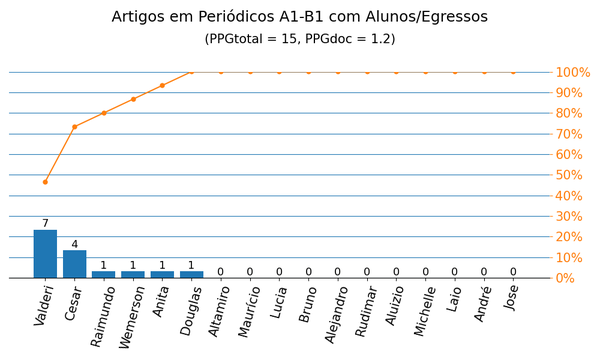 Artigos em Periódicos A1-B1 com Alunos/Egressos
(PPGtotal = 15, PPGdoc = 1.2)
100%
90%
80%
70%
60%
50%
40%
30%
20%
10%
0%
7
4
1
1
1
1
0
0
0
0
0
0
0
0
0
0
0
Valderi
Cesar
Raimundo
Wemerson
Anita
Douglas
Altamiro
Maurício
Lucia
Bruno
Alejandro
Rudimar
Aluizio
Michelle
Laio
André
Jose